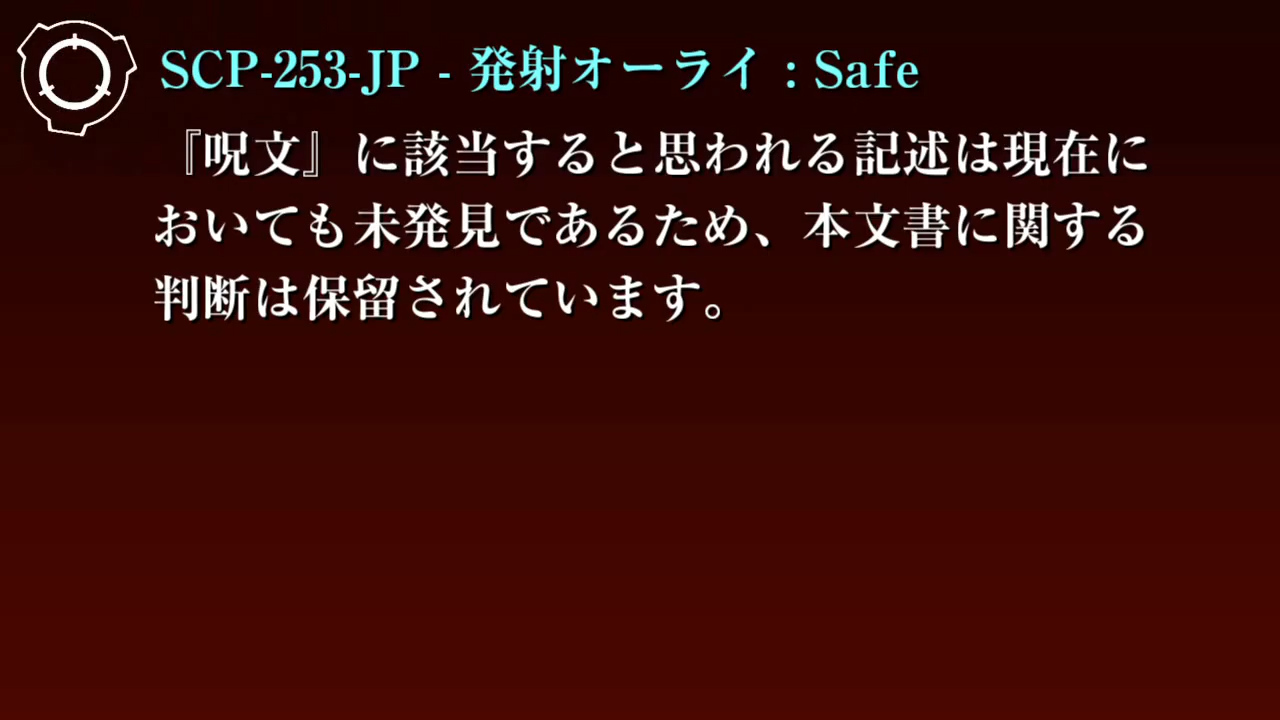 SCP-253-JP - 発射オーライ : Safe
『呪文』に該当すると思われる記述は現在に
おいても未発見であるため、本文書に関する
判断は保留されています。